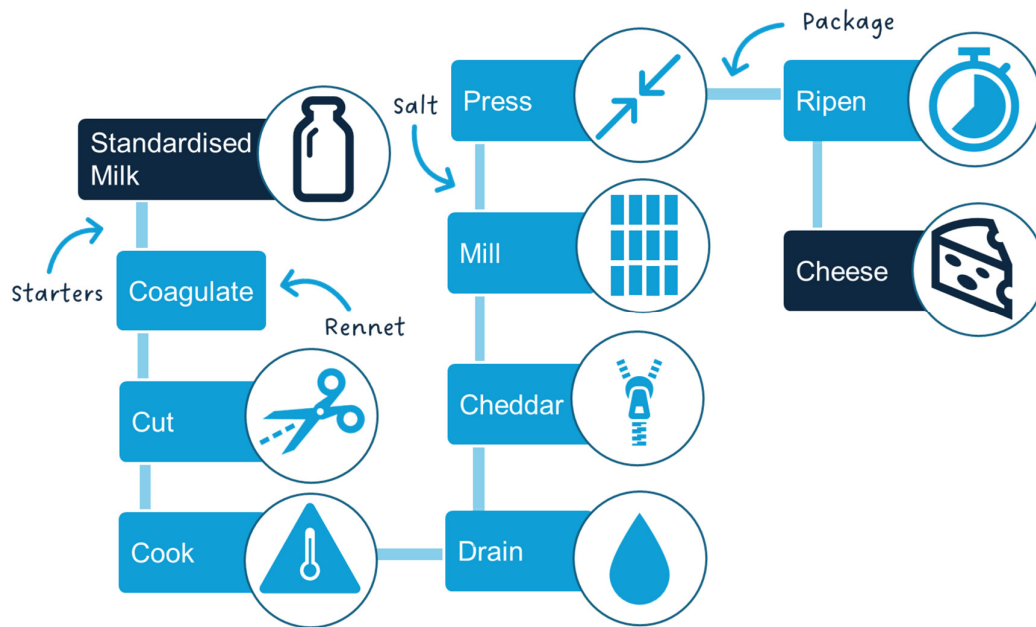 Standardised
Milk
Starters
Coagulate
Rennet
Cut
Cook
Drain
Cheddar
Mill
Salt
Press
Package
Ripen
Cheese